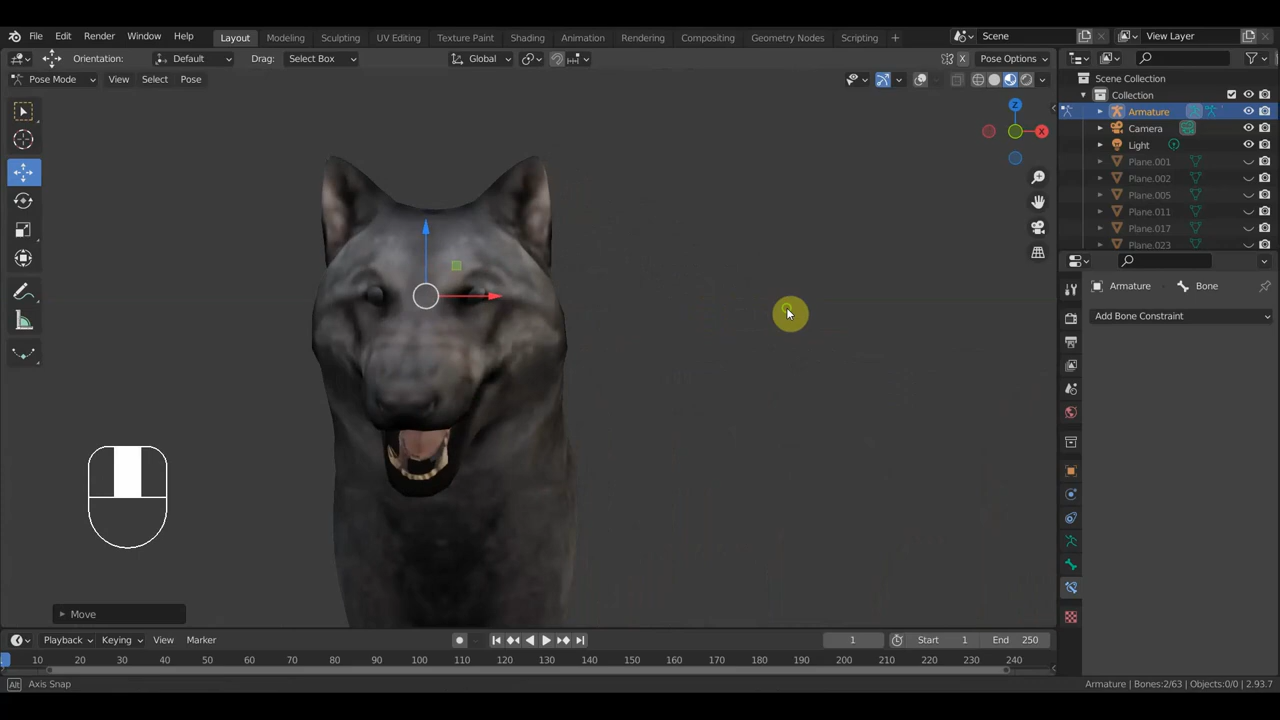 File Edit Render Window Help Layout Modeling Sculpting UV Editing Texture Paint Shading Animation Rendering Compositing Geometry Nodes Scripting + Scene View Layer
Orientation: Default Drag: Select Box Global X Pose Options
Pose Mode View Select Pose
Scene Collection
Collection
Armature
Camera
Light
Plane.001
Plane.002
Plane.005
Plane.011
Plane.017
Plane.023
Z
X
Armature Bone
Add Bone Constraint
Move
Playback Keying View Marker 1 Start 1 End 250
10 20 30 40 50 60 70 80 90 100 110 120 130 140 150 160 170 180 190 200 210 220 230 240
Alt Axis Snap Armature | Bones:2/63 | Objects:0/0 | 2.93.7